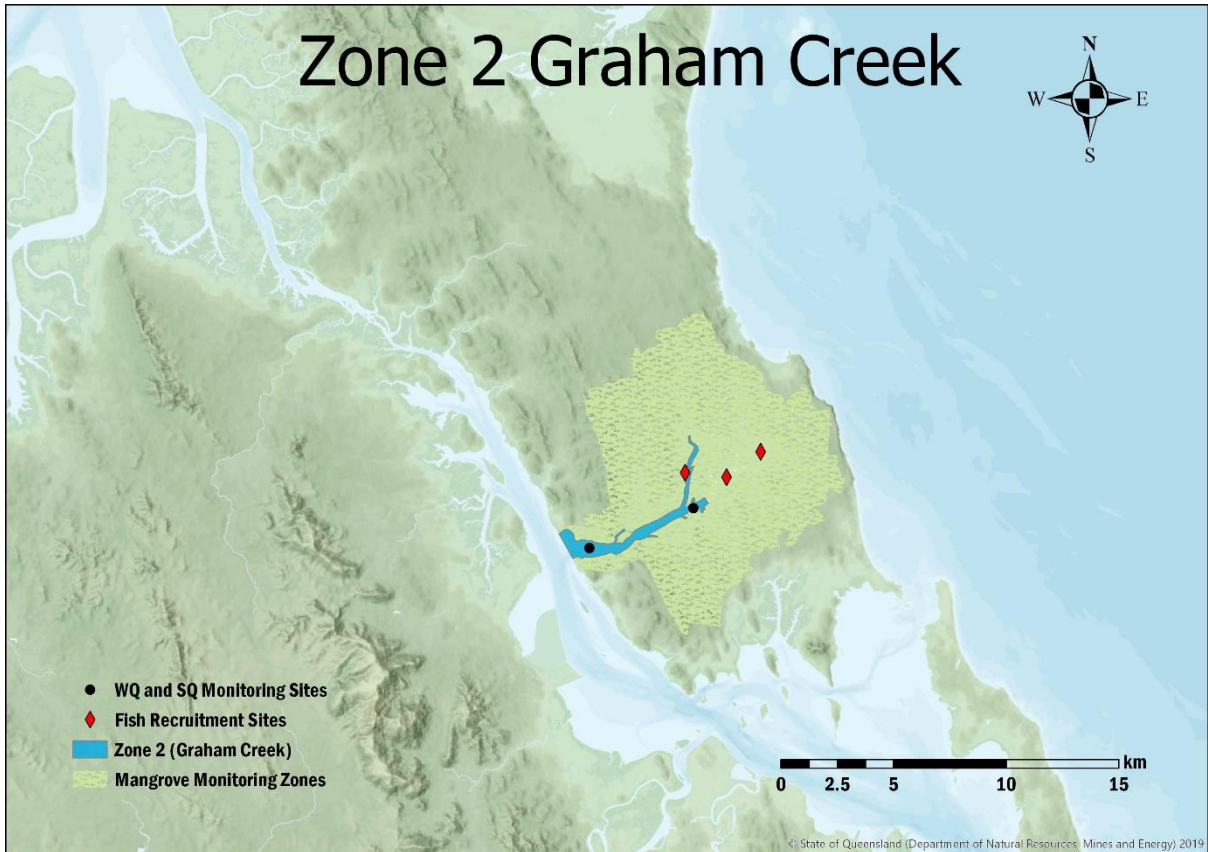 Zone 2 Graham Creek
N
W E
S
WQ and SQ Monitoring Sites
Fish Recruitment Sites
Zone 2 (Graham Creek)
Mangrove Monitoring Zones
km
0 2.5 5 10 15
© State of Queensland (Department of Natural Resources, Mines and Energy) 2019